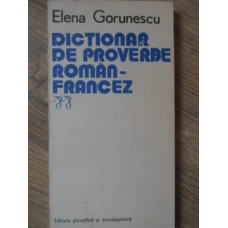 Elena Gorunescu
DICTIONAR
DE PROVERBE
ROMÂN-
FRANCEZ
Editura științifică și enciclopedică